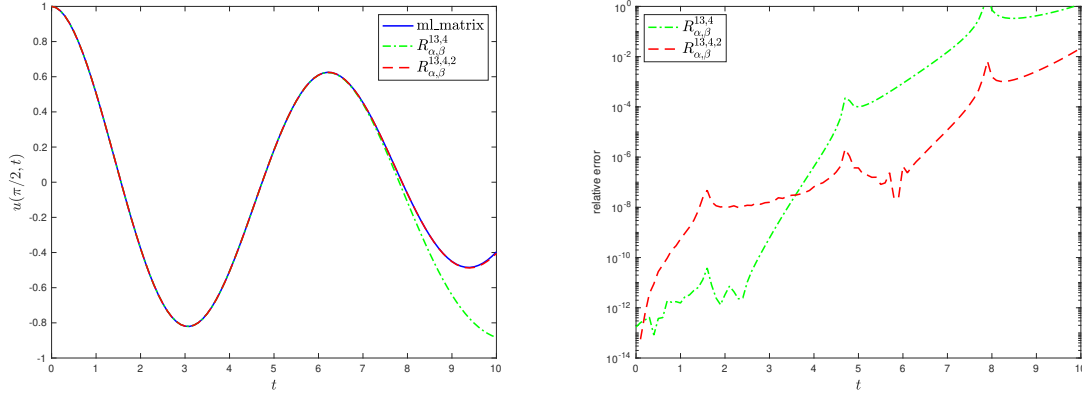 1
0.8
0.6
0.4
0.2
0
-0.2
-0.4
-0.6
-0.8
-1
u(π/2, t)
0 1 2 3 4 5 6 7 8 9 10
t
ml_matrix
R^{13,4}_{α,β}
R^{13,4,2}_{α,β}
10^0
10^{-2}
10^{-4}
10^{-6}
10^{-8}
10^{-10}
10^{-12}
10^{-14}
relative error
0 1 2 3 4 5 6 7 8 9 10
t
R^{13,4}_{α,β}
R^{13,4,2}_{α,β}